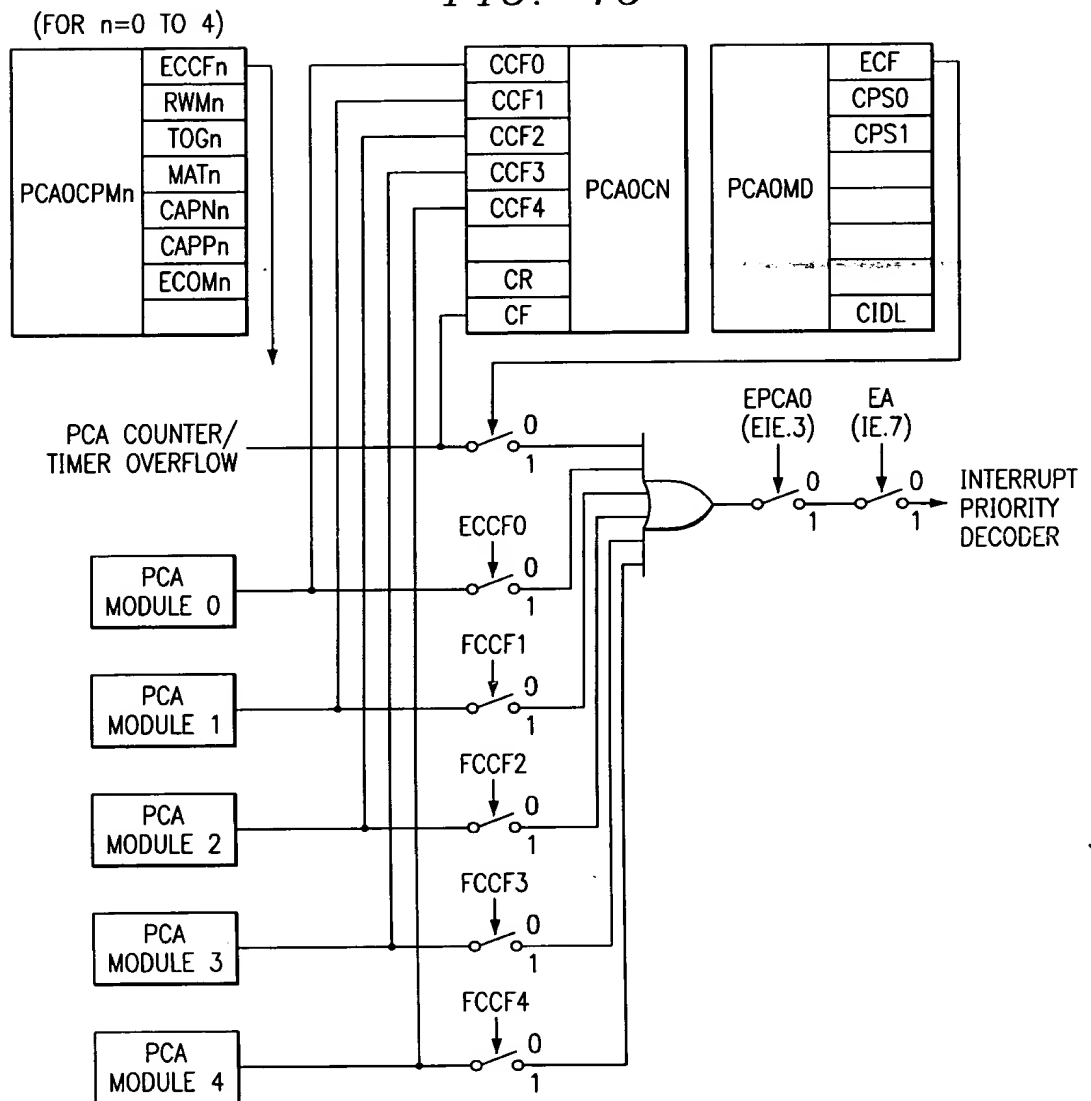 (FOR n=0 TO 4)
PCA0CPMn
ECCFn
RWMn
TOGn
MATn
CAPNn
CAPPn
ECOMn
CCF0
CCF1
CCF2
CCF3
CCF4
CR
CF
PCA0CN
PCA0MD
ECF
CPS0
CPS1
CIDL
PCA COUNTER/
TIMER OVERFLOW
0
1
EPCA0
(EIE.3)
0
1
EA
(IE.7)
0
1
INTERRUPT
PRIORITY
DECODER
PCA
MODULE 0
ECCF0
0
1
PCA
MODULE 1
FCCF1
0
1
PCA
MODULE 2
FCCF2
0
1
PCA
MODULE 3
FCCF3
0
1
PCA
MODULE 4
FCCF4
0
1